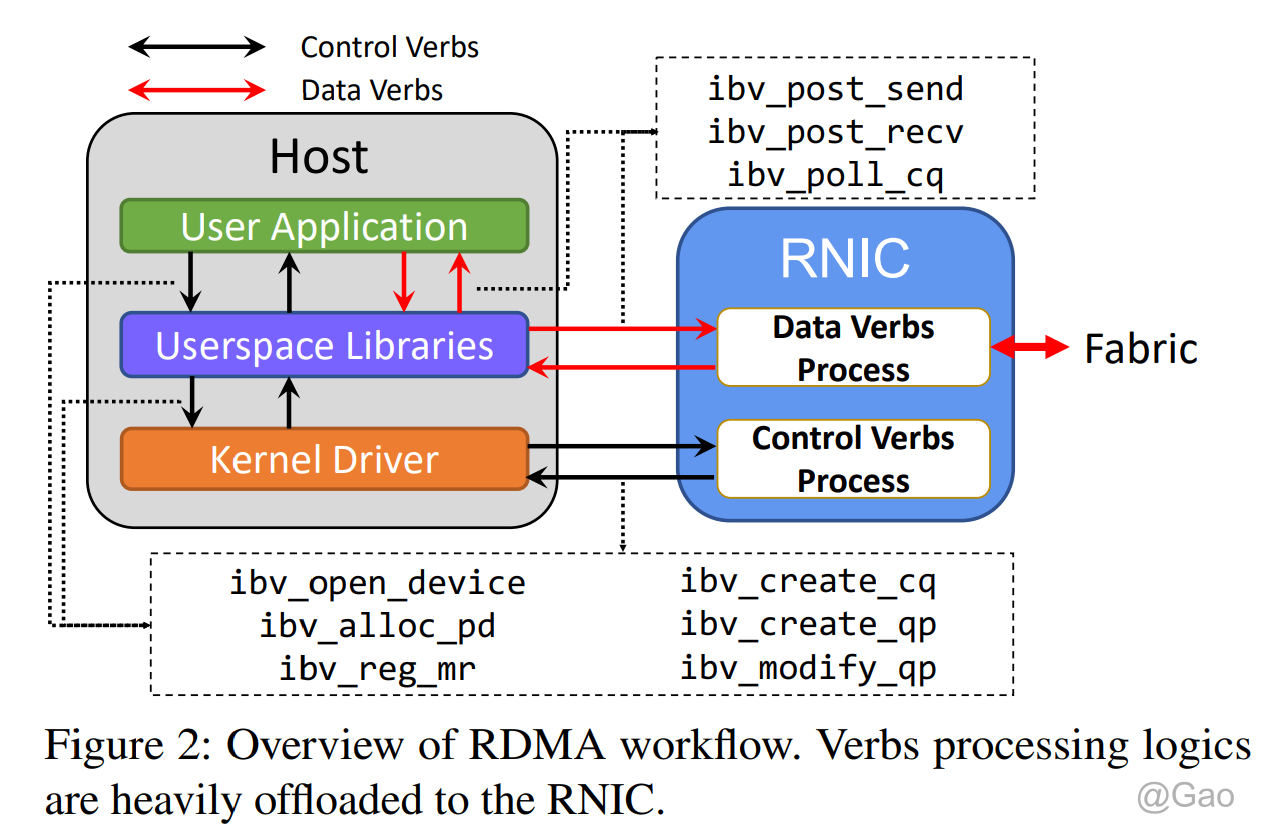 Control Verbs
Data Verbs
ibv_post_send
ibv_post_recv
ibv_poll_cq
Host
User Application
Userspace Libraries
Kernel Driver
RNIC
Data Verbs
Process
Control Verbs
Process
Fabric
ibv_open_device
ibv_alloc_pd
ibv_reg_mr
ibv_create_cq
ibv_create_qp
ibv_modify_qp
Figure 2: Overview of RDMA workflow. Verbs processing logics
are heavily offloaded to the RNIC.
@Gao